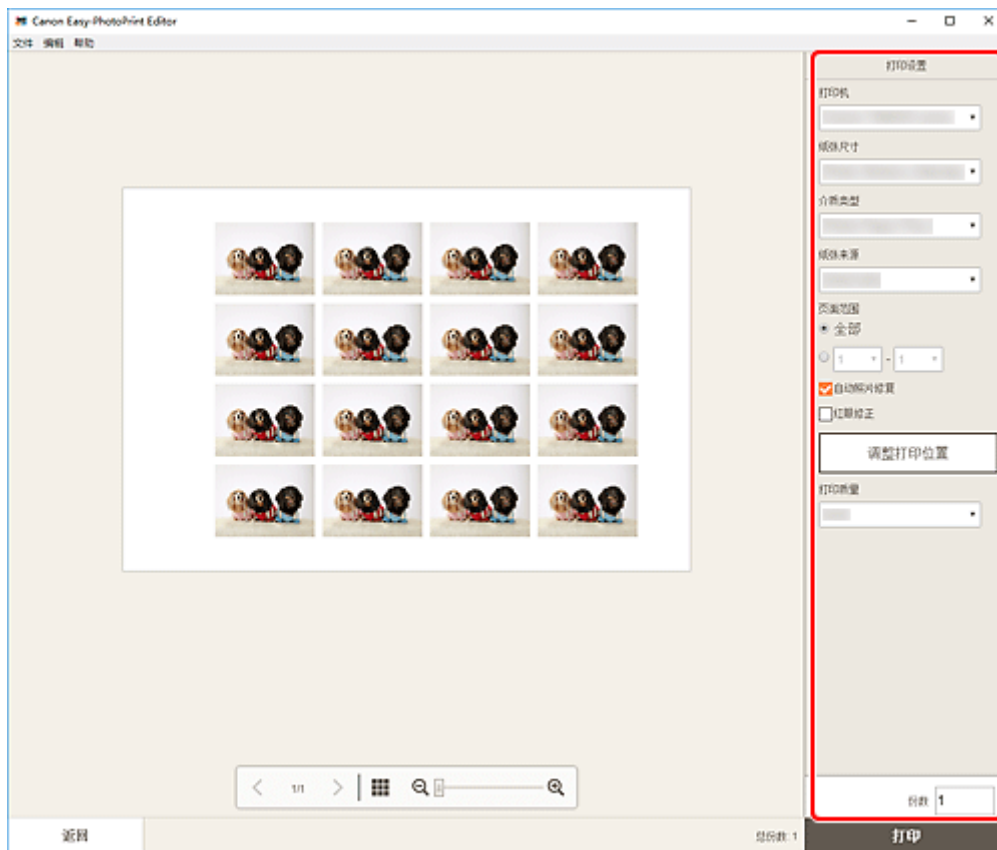 Canon Easy-PhotoPrint Editor
文件 编辑 帮助
打印设置
打印机
纸张尺寸
介质类型
纸张来源
页面范围
全部
1 - 1
自动照片修复
红眼修正
调整打印位置
打印质量
1/1
份数 1
返回
总份数: 1
打印